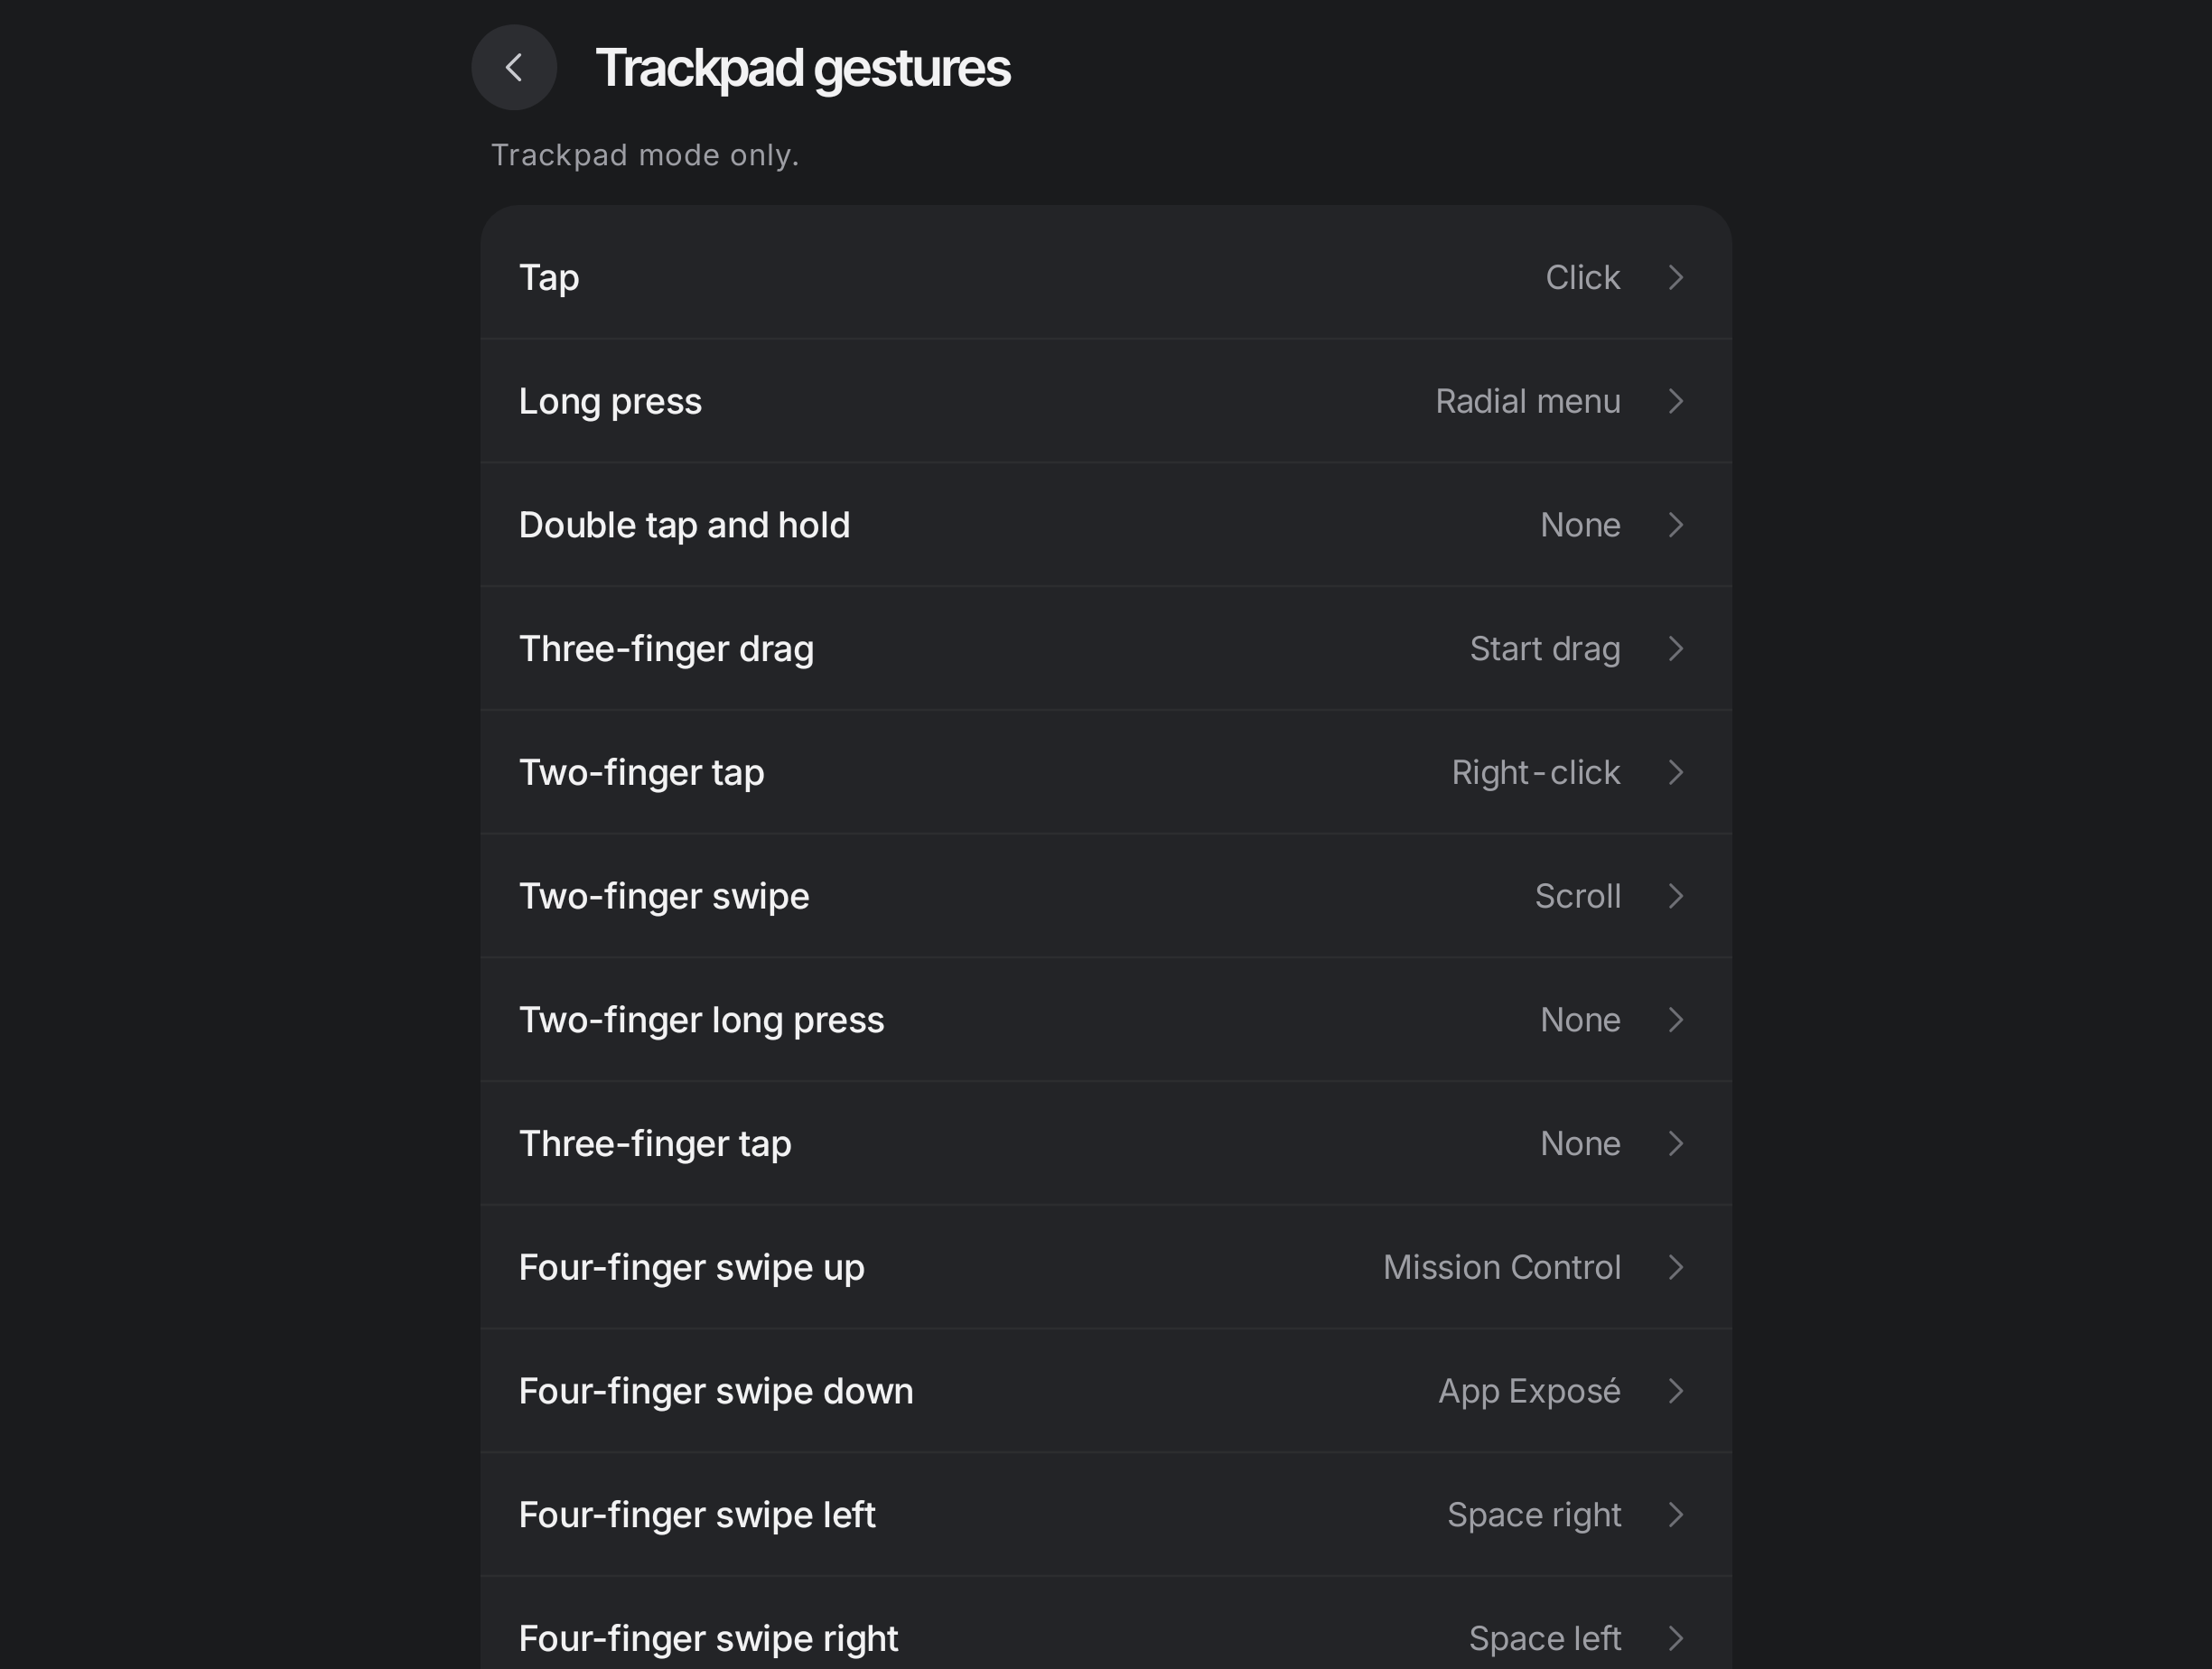 Trackpad gestures
Trackpad mode only.
Tap Click
Long press Radial menu
Double tap and hold None
Three-finger drag Start drag
Two-finger tap Right-click
Two-finger swipe Scroll
Two-finger long press None
Three-finger tap None
Four-finger swipe up Mission Control
Four-finger swipe down App Exposé
Four-finger swipe left Space right
Four-finger swipe right Space left